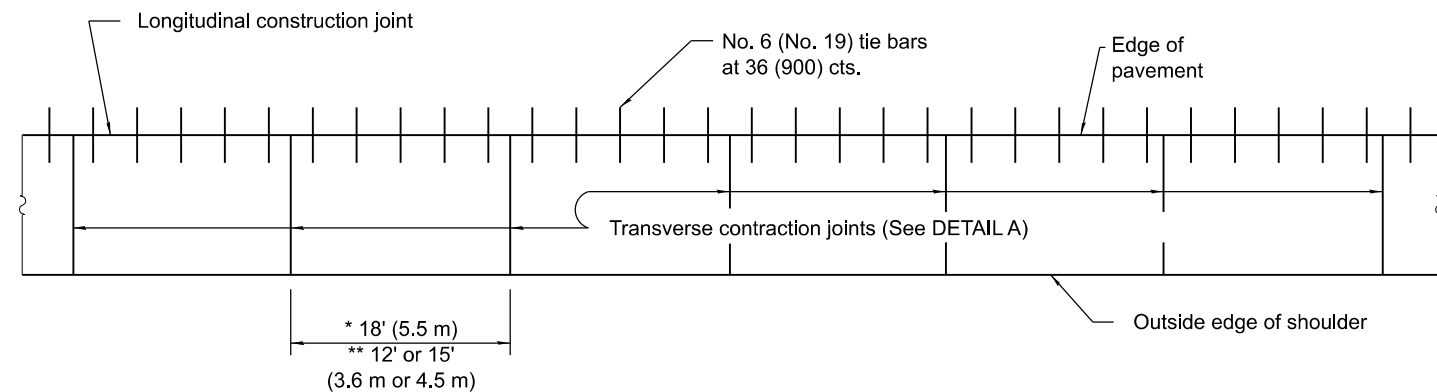 Longitudinal construction joint
No. 6 (No. 19) tie bars
at 36 (900) cts.
Edge of
pavement
Transverse contraction joints (See DETAIL A)
* 18' (5.5 m)
** 12' or 15'
(3.6 m or 4.5 m)
Outside edge of shoulder